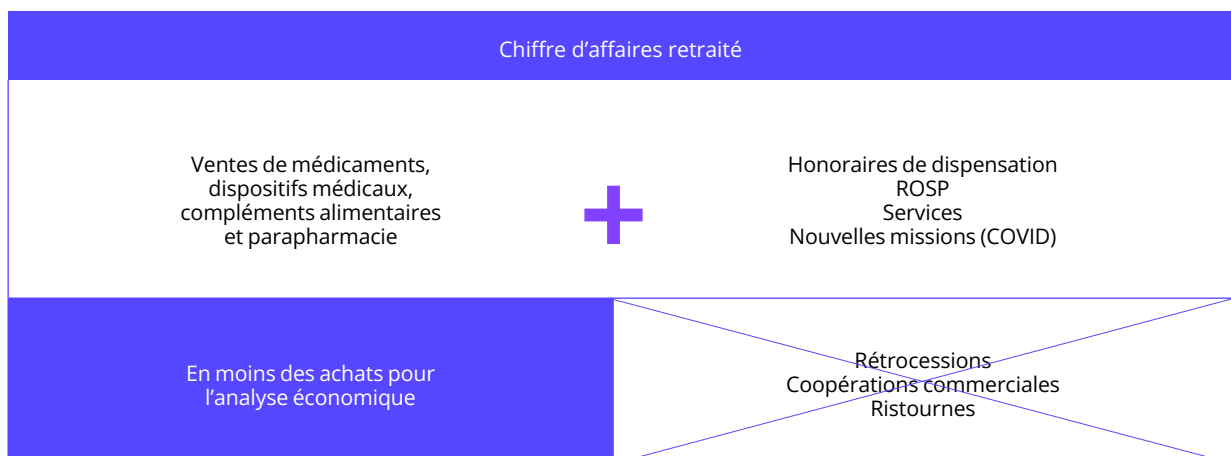 Chiffre d’affaires retraité
Ventes de médicaments,
dispositifs médicaux,
compléments alimentaires
et parapharmacie
Honoraires de dispensation
ROSP
Services
Nouvelles missions (COVID)
En moins des achats pour
l’analyse économique
Rétrocessions
Coopérations commerciales
Ristournes